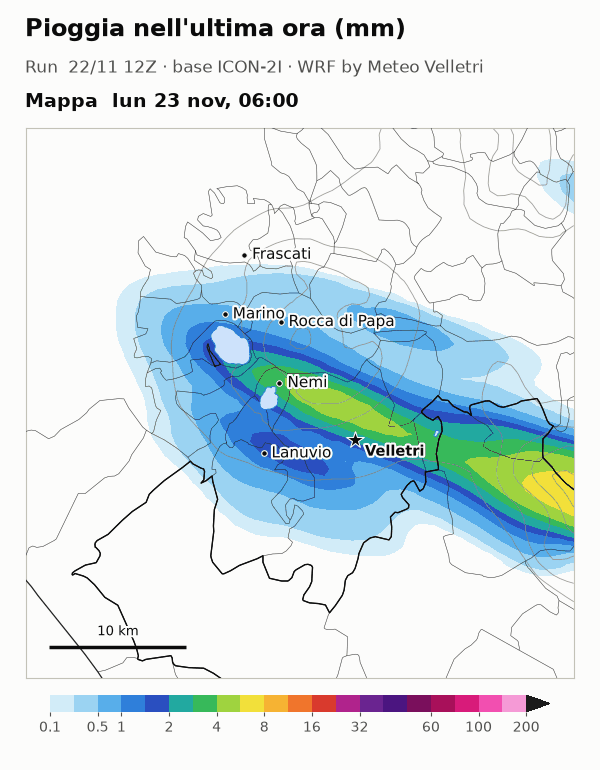 Pioggia nell'ultima ora (mm)
Run  22/11 12Z · base ICON-2I · WRF by Meteo Velletri
Mappa  lun 23 nov, 06:00
Frascati
Marino
Rocca di Papa
Nemi
Velletri
Lanuvio
10 km
0.1 0.5 1 2 4 8 16 32 60 100 200